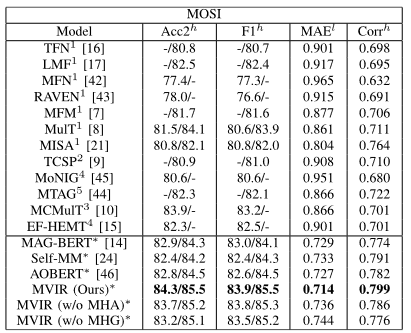 MOSI
Model Acc2^h F1^h MAE^l Corr^h
TFN^1 [16] -/80.8 -/80.7 0.901 0.698
LMF^1 [17] -/82.5 -/82.4 0.917 0.695
MFN^1 [42] 77.4/- 77.3/- 0.965 0.632
RAVEN^1 [43] 78.0/- 76.6/- 0.915 0.691
MFM^1 [7] -/81.7 -/81.6 0.877 0.706
MulT^1 [8] 81.5/84.1 80.6/83.9 0.861 0.711
MISA^1 [21] 80.8/82.1 80.8/82.0 0.804 0.764
TCSP^2 [9] -/80.9 -/81.0 0.908 0.710
MoNIG^4 [45] 80.6/- 80.6/- 0.951 0.680
MTAG^5 [44] -/82.3 -/82.1 0.866 0.722
MCMulT^3 [10] 83.9/- 83.2/- 0.866 0.701
EF-HEMT^4 [15] 82.3/- 82.5/- 0.901 0.701
MAG-BERT* [14] 82.9/84.3 83.0/84.1 0.729 0.774
Self-MM* [24] 82.4/84.2 82.4/84.3 0.733 0.791
AOBERT* [46] 82.8/84.5 82.6/84.5 0.727 0.782
MVIR (Ours)* 84.3/85.5 83.9/85.5 0.714 0.799
MVIR (w/o MHA)* 83.7/85.2 83.8/85.3 0.736 0.786
MVIR (w/o MHG)* 83.2/85.1 83.5/85.2 0.744 0.776